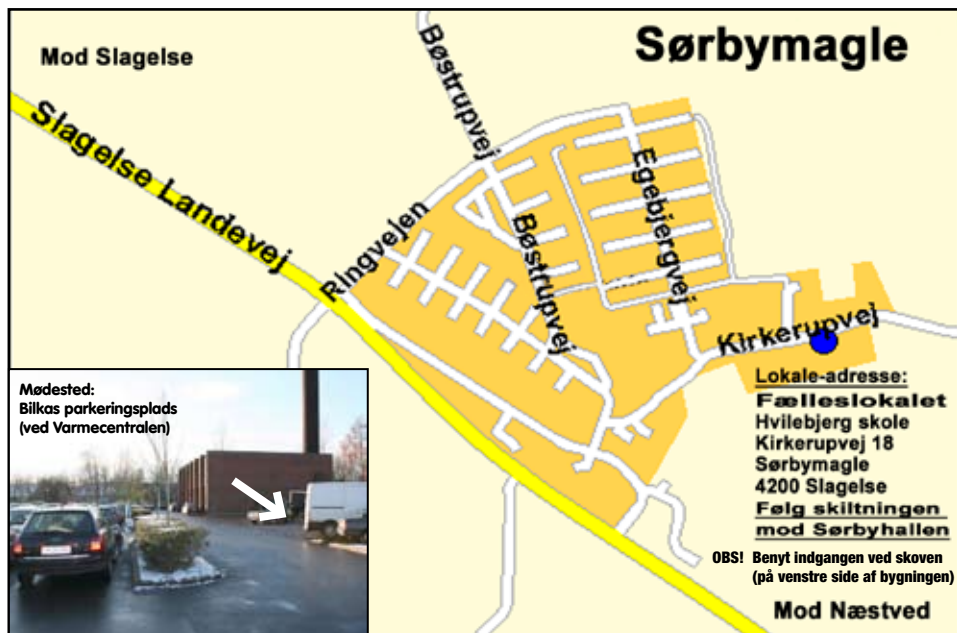 Sørbymagle
Mod Slagelse
Bøstrupvej
Slagelse Landevej
Ringvejen
Egebjergvej
Bøstrupvej
Kirkerupvej
Mødested:
Bilkas parkeringsplads
(ved Varmecentralen)
Lokale-adresse:
Fælleslokalet
Hvilebjerg skole
Kirkerupvej 18
Sørbymagle
4200 Slagelse
Følg skiltningen
mod Sørbyhallen
OBS! Benyt indgangen ved skoven
(på venstre side af bygningen)
Mod Næstved